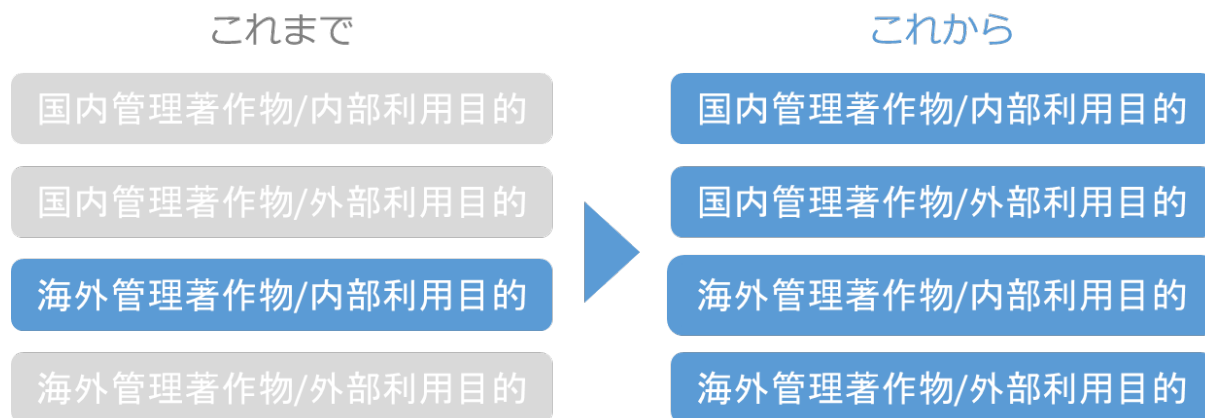 これまで
国内管理著作物/内部利用目的
国内管理著作物/外部利用目的
海外管理著作物/内部利用目的
海外管理著作物/外部利用目的
これから
国内管理著作物/内部利用目的
国内管理著作物/外部利用目的
海外管理著作物/内部利用目的
海外管理著作物/外部利用目的